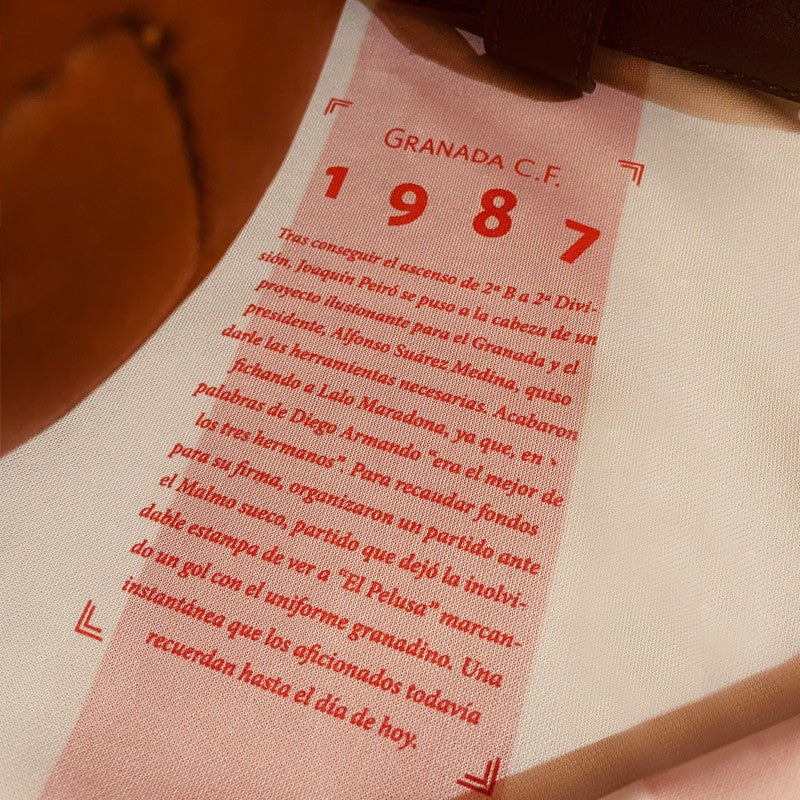 GRANADA C.F.
1987
Tras conseguir el ascenso de 2ª B a 2ª Divi-
sión, Joaquín Peiró se puso a la cabeza de un
proyecto ilusionante para el Granada y el
presidente, Alfonso Suárez Medina, quiso
darle las herramientas necesarias. Acabaron
fichando a Lalo Maradona, ya que, en
palabras de Diego Armando “era el mejor de
los tres hermanos”. Para recaudar fondos
para su firma, organizaron un partido ante
el Malmo sueco, partido que dejó la inolvi-
dable estampa de ver a “El Pelusa” marcan-
do un gol con el uniforme granadino. Una
instantánea que los aficionados todavía
recuerdan hasta el día de hoy.